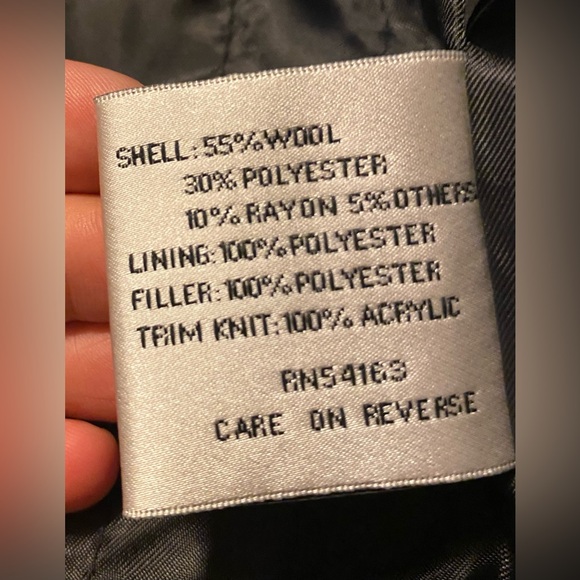 SHELL:55%WOOL
30% POLYESTER
10% RAYON 5%OTHERS
LINING:100%POLYESTER
FILLER:100%POLYESTER
TRIM KNIT:100% ACRYLIC
RN54163
CARE ON REVERSE